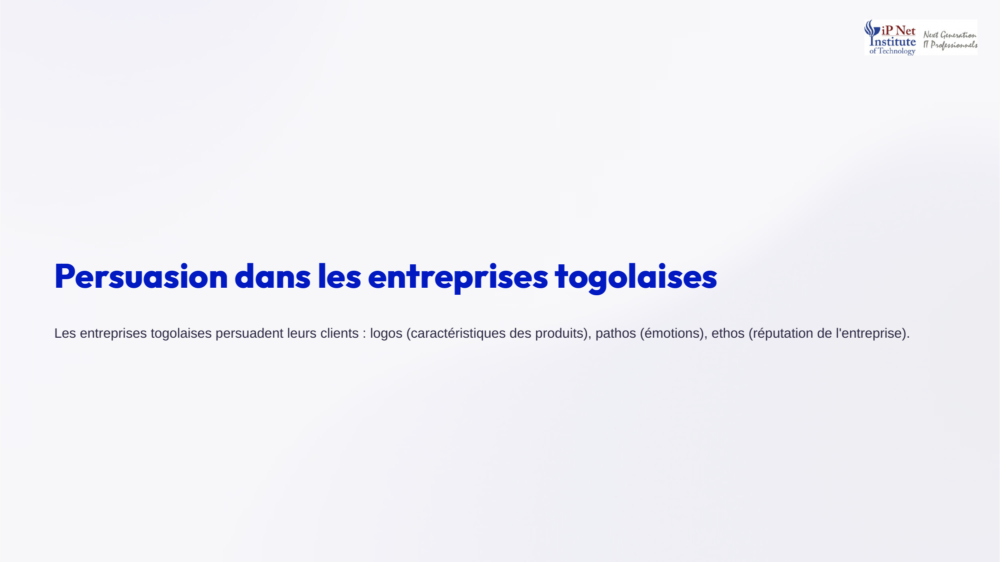 iP Net
Institute
of Technology
Next Generation
IT Professionnels
Persuasion dans les entreprises togolaises
Les entreprises togolaises persuadent leurs clients : logos (caractéristiques des produits), pathos (émotions), ethos (réputation de l'entreprise).